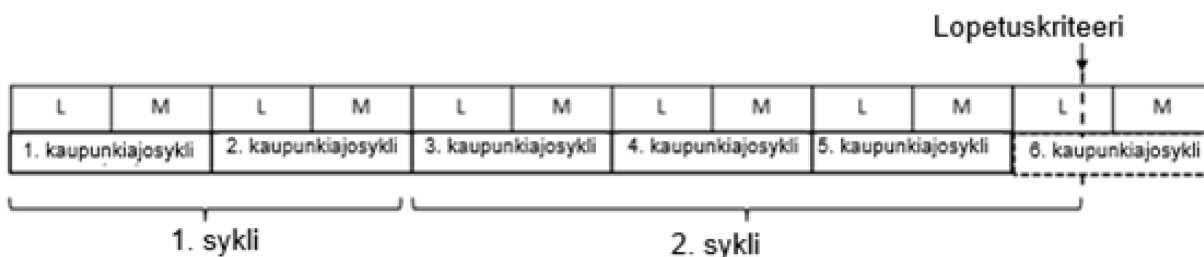 Lopetuskriteeri
L M L M L M L M L M L M
1. kaupunkiajosykli 2. kaupunkiajosykli 3. kaupunkiajosykli 4. kaupunkiajosykli 5. kaupunkiajosykli 6. kaupunkiajosykli
1. sykli 2. sykli